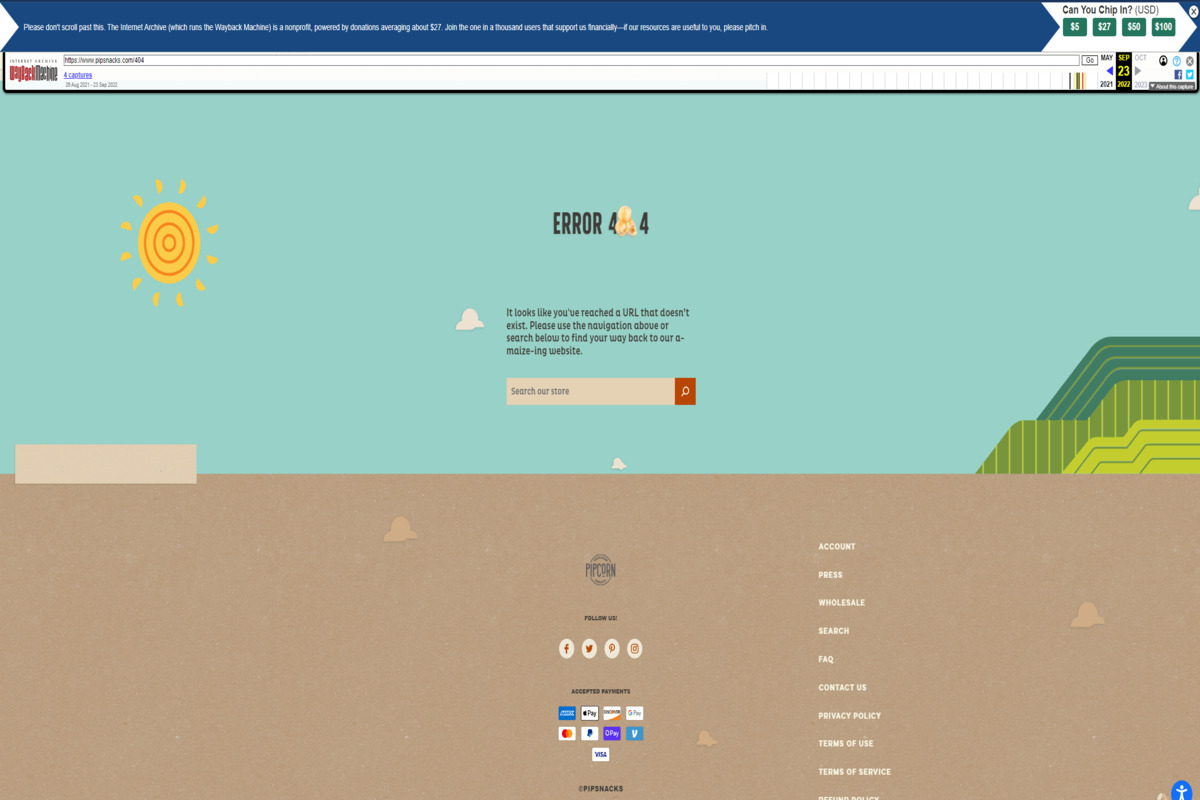 Please don't scroll past this. The Internet Archive (which runs the Wayback Machine) is a nonprofit, powered by donations averaging about $27. Join the one in a thousand users that support us financially—if our resources are useful to you, please pitch in.
Can You Chip In? (USD)
$5 $27 $50 $100
INTERNET ARCHIVE
WayBackMachine
https://www.pipsnacks.com/404
Go
MAY SEP OCT
4 captures
23
26 Aug 2021 - 23 Sep 2022
2021 2022 2023
About this capture
ERROR 4 4
It looks like you've reached a URL that doesn't
exist. Please use the navigation above or
search below to find your way back to our a-
maize-ing website.
Search our store
PIPCORN
FOLLOW US!
ACCEPTED PAYMENTS
Pay DISCOVER G Pay
Pay
VISA
©PIPSNACKS
ACCOUNT
PRESS
WHOLESALE
SEARCH
FAQ
CONTACT US
PRIVACY POLICY
TERMS OF USE
TERMS OF SERVICE
REFUND POLICY